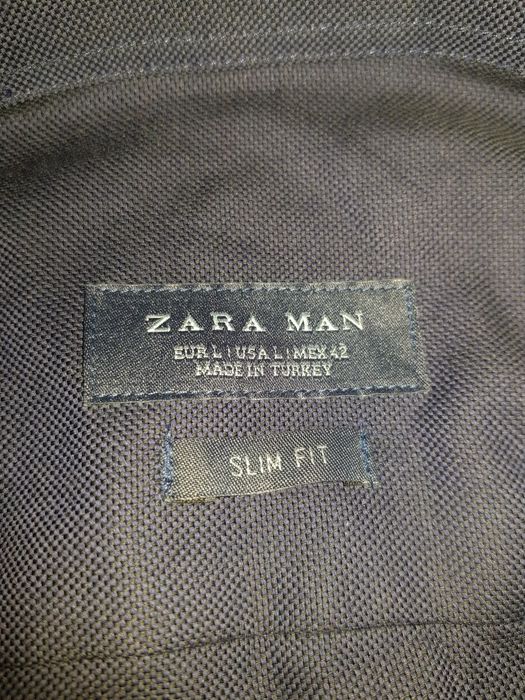 ZARA MAN
EUR L | USA L | MEX 42
MADE IN TURKEY
SLIM FIT